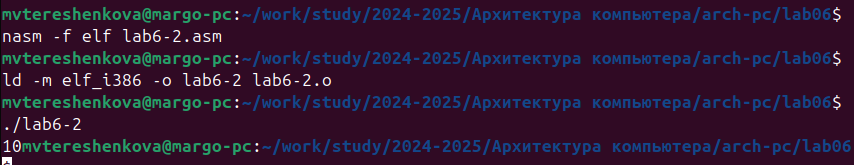 mvtereshenkova@margo-pc:~/work/study/2024-2025/Архитектура компьютера/arch-pc/lab06$
nasm -f elf lab6-2.asm
mvtereshenkova@margo-pc:~/work/study/2024-2025/Архитектура компьютера/arch-pc/lab06$
ld -m elf_i386 -o lab6-2 lab6-2.o
mvtereshenkova@margo-pc:~/work/study/2024-2025/Архитектура компьютера/arch-pc/lab06$
./lab6-2
10mvtereshenkova@margo-pc:~/work/study/2024-2025/Архитектура компьютера/arch-pc/lab06